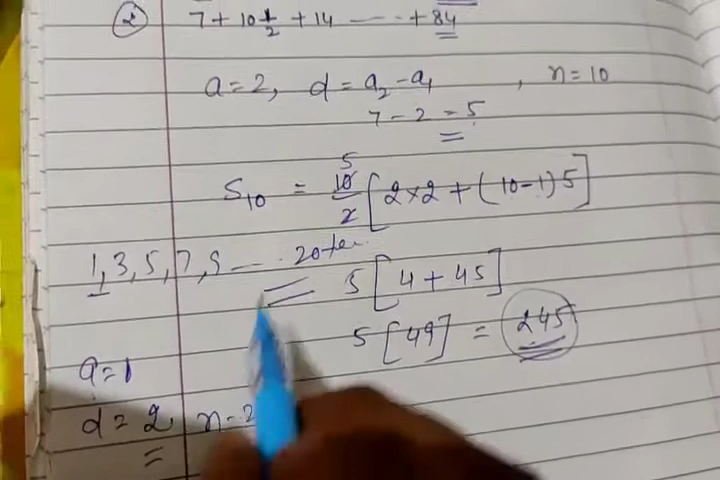 2 7 + 10 1/2 + 14 --- + 84
a = 2, d = a2 - a1 , n = 10
7 - 2 = 5
S10 = 10/2 [2×2 + (10-1)5]
5
1, 3, 5, 7, 9 --- 20
5 [4 + 45]
5 [49] = 245
a = 1
d = 2, n - 2